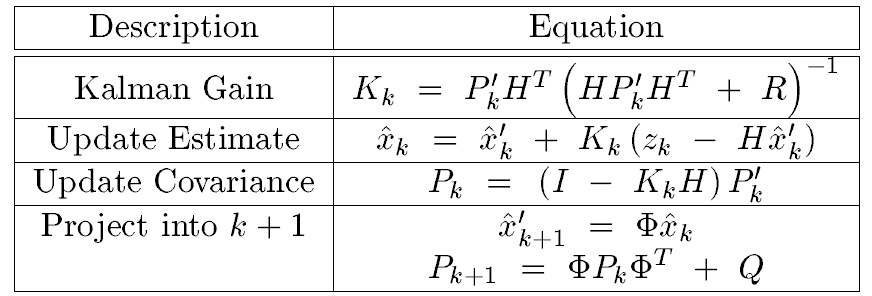 Description Equation
Kalman Gain K_k = P'_k H^T (H P'_k H^T + R)^{-1}
Update Estimate x̂_k = x̂'_k + K_k (z_k − H x̂'_k)
Update Covariance P_k = (I − K_k H) P'_k
Project into k + 1 x̂'_{k+1} = Φ x̂_k
P_{k+1} = Φ P_k Φ^T + Q